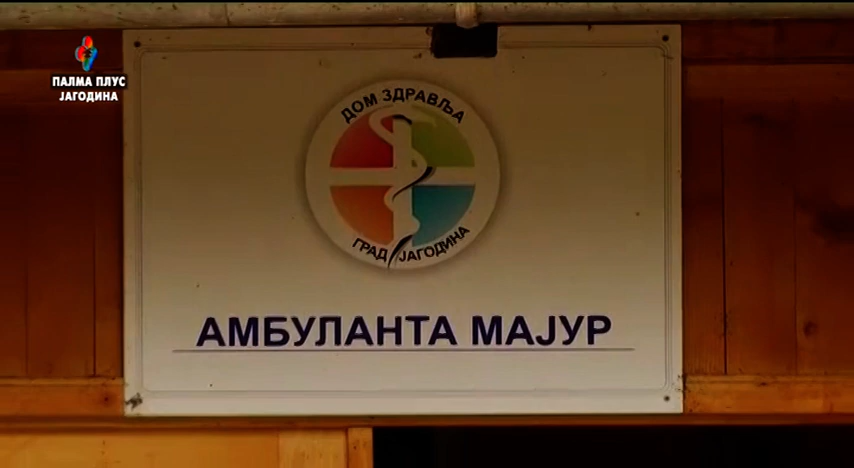 ПАЛМА ПЛУС
ЈАГОДИНА
ДОМ ЗДРАВЉА
ГРАД ЈАГОДИНА
АМБУЛАНТА МАЈУР